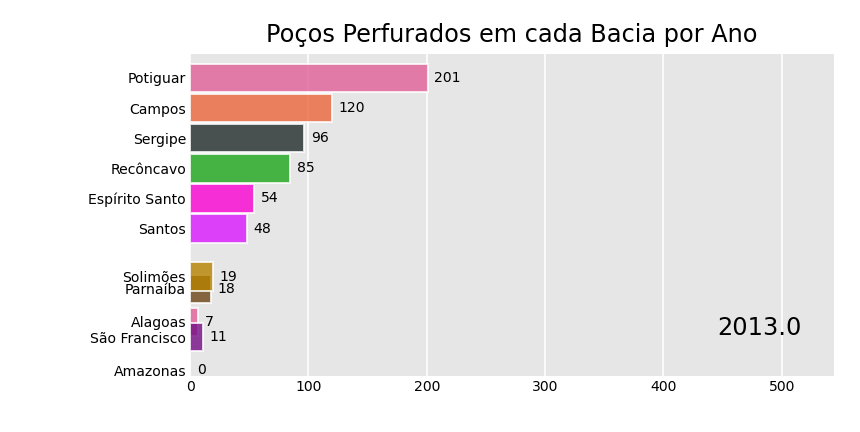 Poços Perfurados em cada Bacia por Ano
Potiguar 201
Campos 120
Sergipe 96
Recôncavo 85
Espírito Santo 54
Santos 48
Solimões 19
Parnaíba 18
Alagoas 7
2013.0
São Francisco 11
Amazonas 0
0 100 200 300 400 500